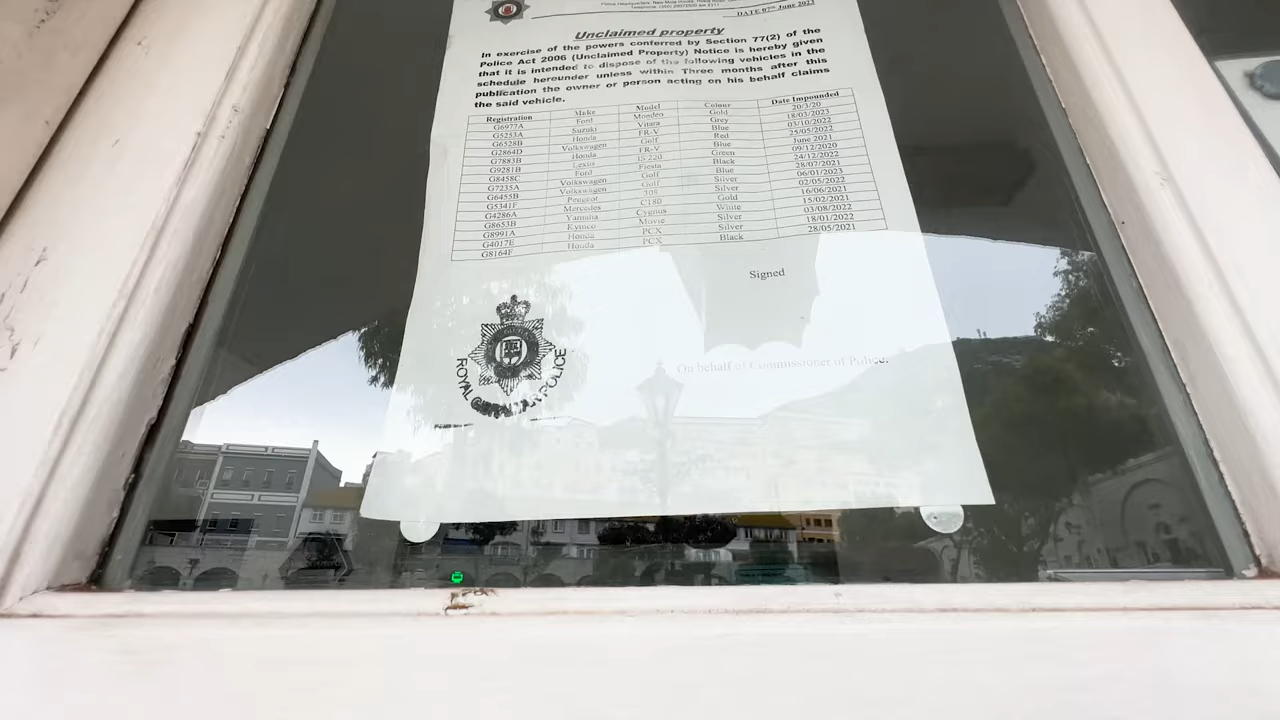 DATE 07th June 2023
Unclaimed property
In exercise of the powers conferred by Section 77(2) of the
Police Act 2006 (Unclaimed Property) Notice is hereby given
that it is intended to dispose of the following vehicles in the
schedule hereunder unless within Three months after this
publication the owner or person acting on his behalf claims
the said vehicle.
Registration Make Model Colour Date Impounded
G6977A Ford Mondeo Gold 20/3/20
G5253A Suzuki Vitara Grey 18/03/2023
G6528B Honda FR-V Blue 03/10/2022
G2864D Volkswagen Golf Red 25/05/2022
G7883B Honda FR-V Blue June 2021
G9281B Lexus IS 220 Green 09/12/2020
G8458C Ford Fiesta Black 24/12/2022
G7235A Volkswagen Golf Blue 28/07/2021
G6455B Volkswagen Golf Silver 06/01/2023
G5341F Peugeot 308 Silver 02/05/2022
G4286A Mercedes C180 Gold 16/06/2021
G8653B Yamaha Cygnus White 15/02/2021
G8991A Kymco Movie Silver 03/08/2022
G4017E Honda PCX Silver 18/01/2022
G8164F Honda PCX Black 28/05/2021
Signed
ROYAL GIBRALTAR POLICE
On behalf of Commissioner of Police.